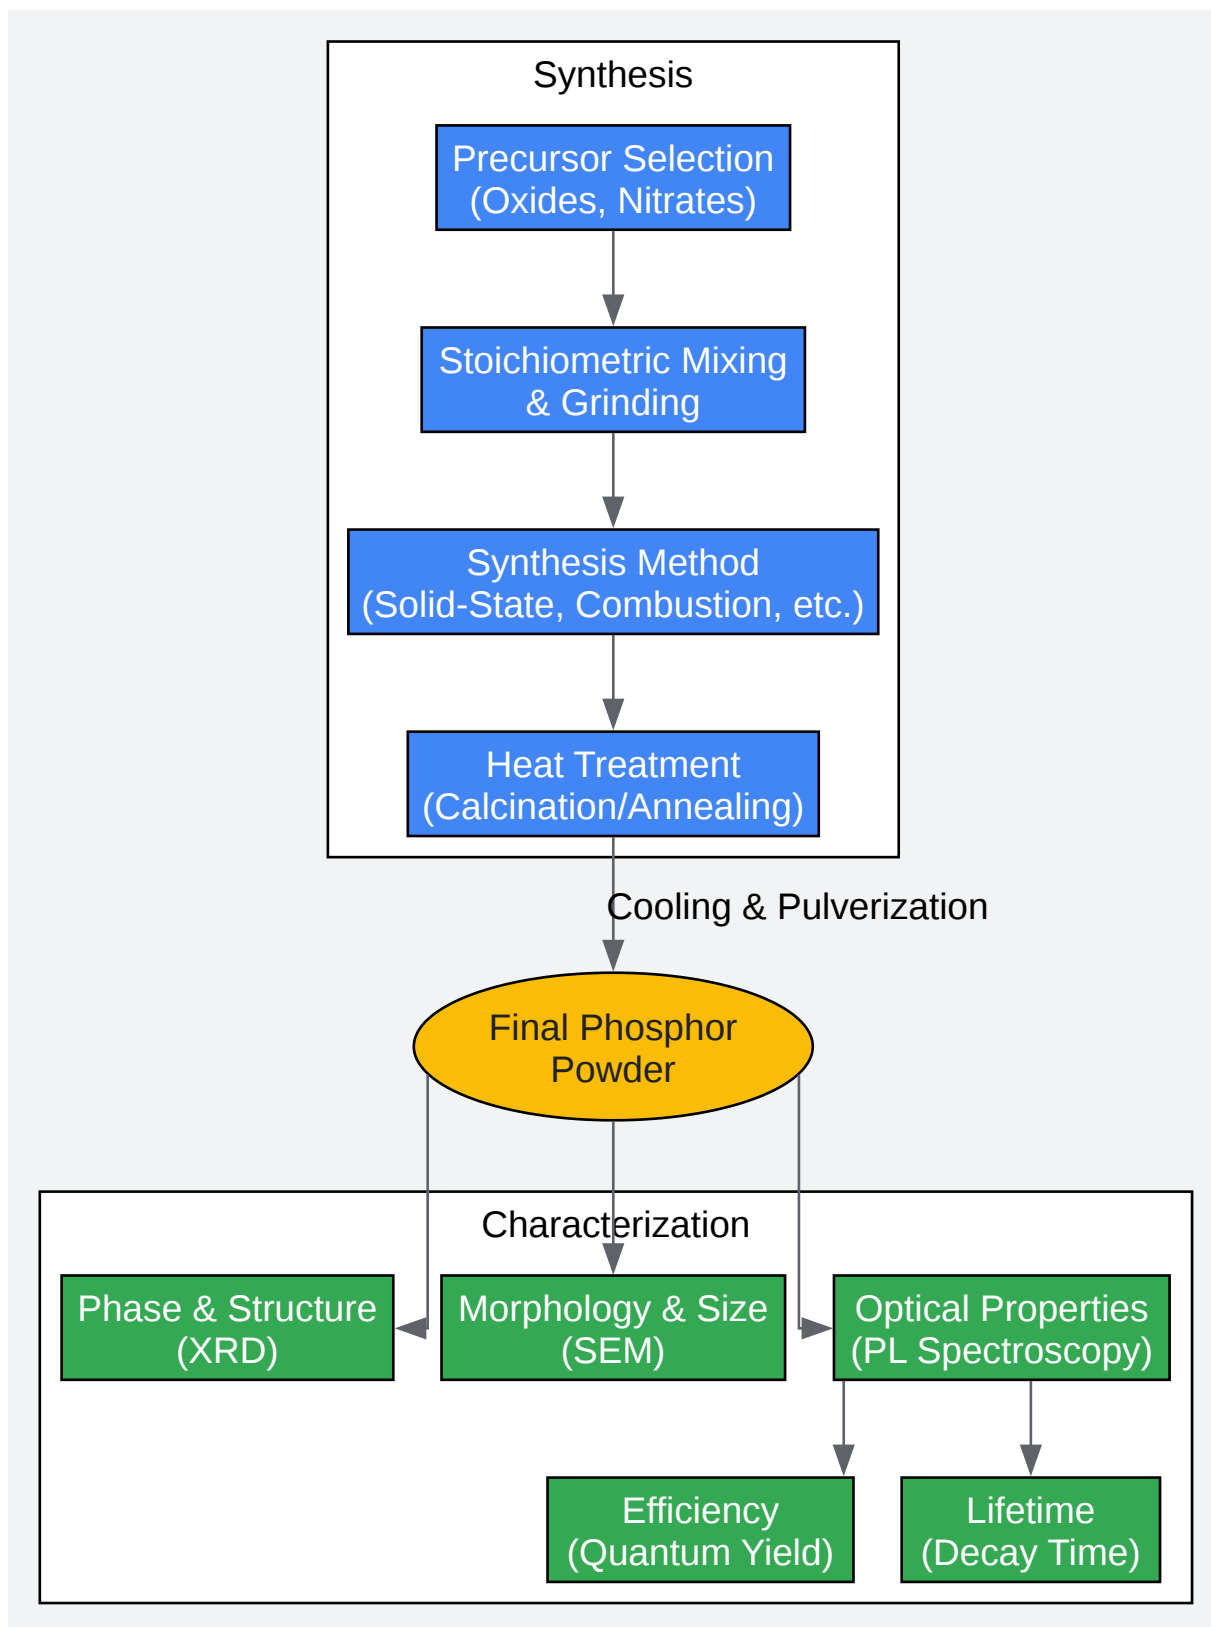 Synthesis
Precursor Selection
(Oxides, Nitrates)
Stoichiometric Mixing
& Grinding
Synthesis Method
(Solid-State, Combustion, etc.)
Heat Treatment
(Calcination/Annealing)
Cooling & Pulverization
Final Phosphor
Powder
Characterization
Phase & Structure
(XRD)
Morphology & Size
(SEM)
Optical Properties
(PL Spectroscopy)
Efficiency
(Quantum Yield)
Lifetime
(Decay Time)